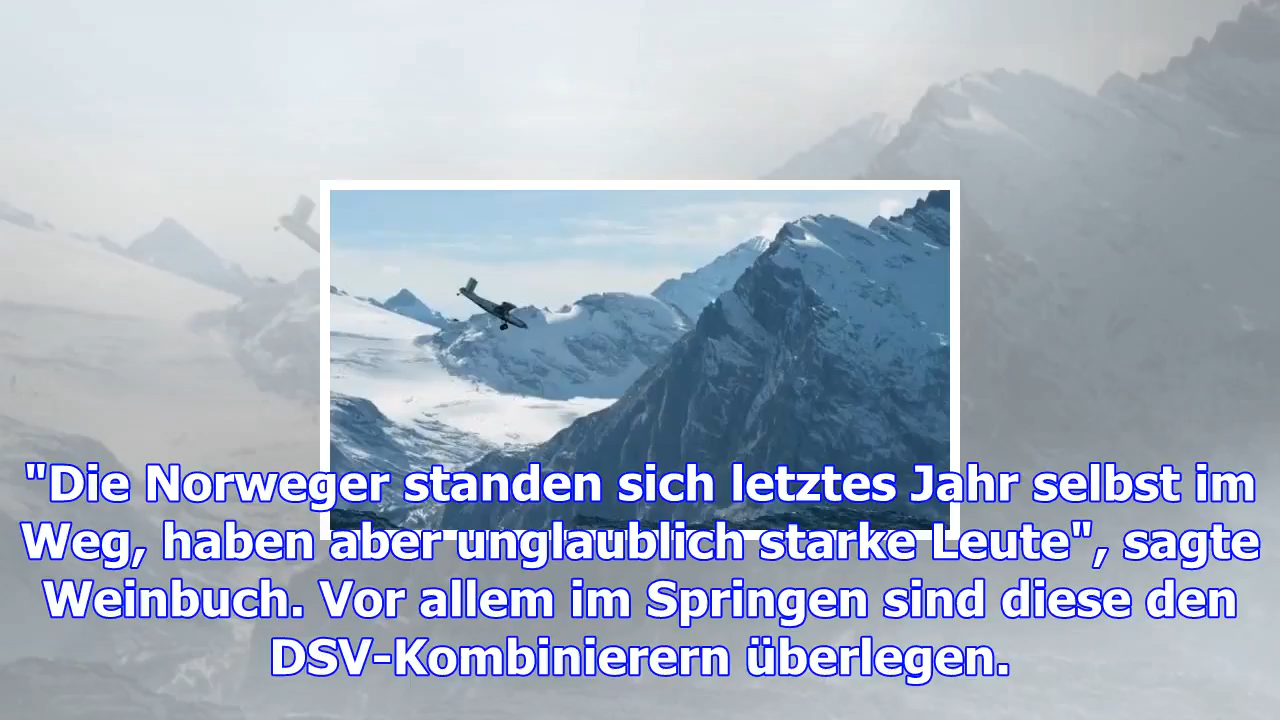 "Die Norweger standen sich letztes Jahr selbst im
Weg, haben aber unglaublich starke Leute", sagte
Weinbuch. Vor allem im Springen sind diese den
DSV-Kombinierern überlegen.